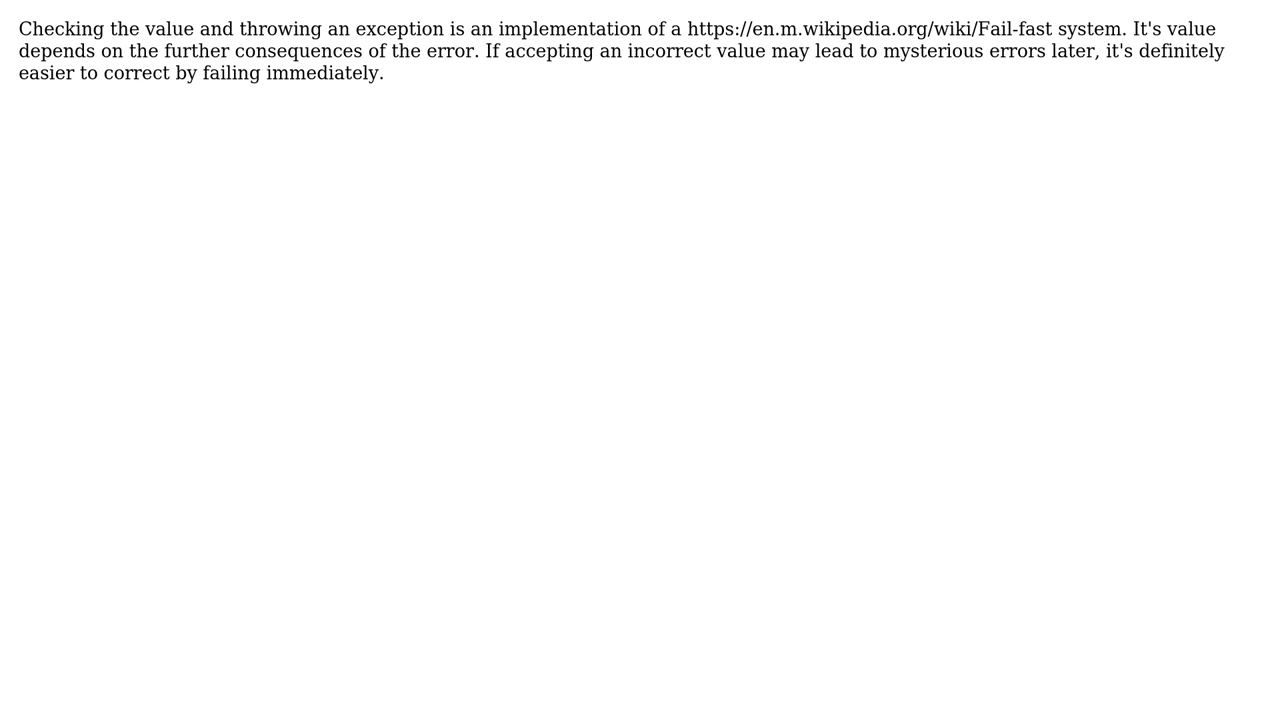 Checking the value and throwing an exception is an implementation of a https://en.m.wikipedia.org/wiki/Fail-fast system. It's value
depends on the further consequences of the error. If accepting an incorrect value may lead to mysterious errors later, it's definitely
easier to correct by failing immediately.